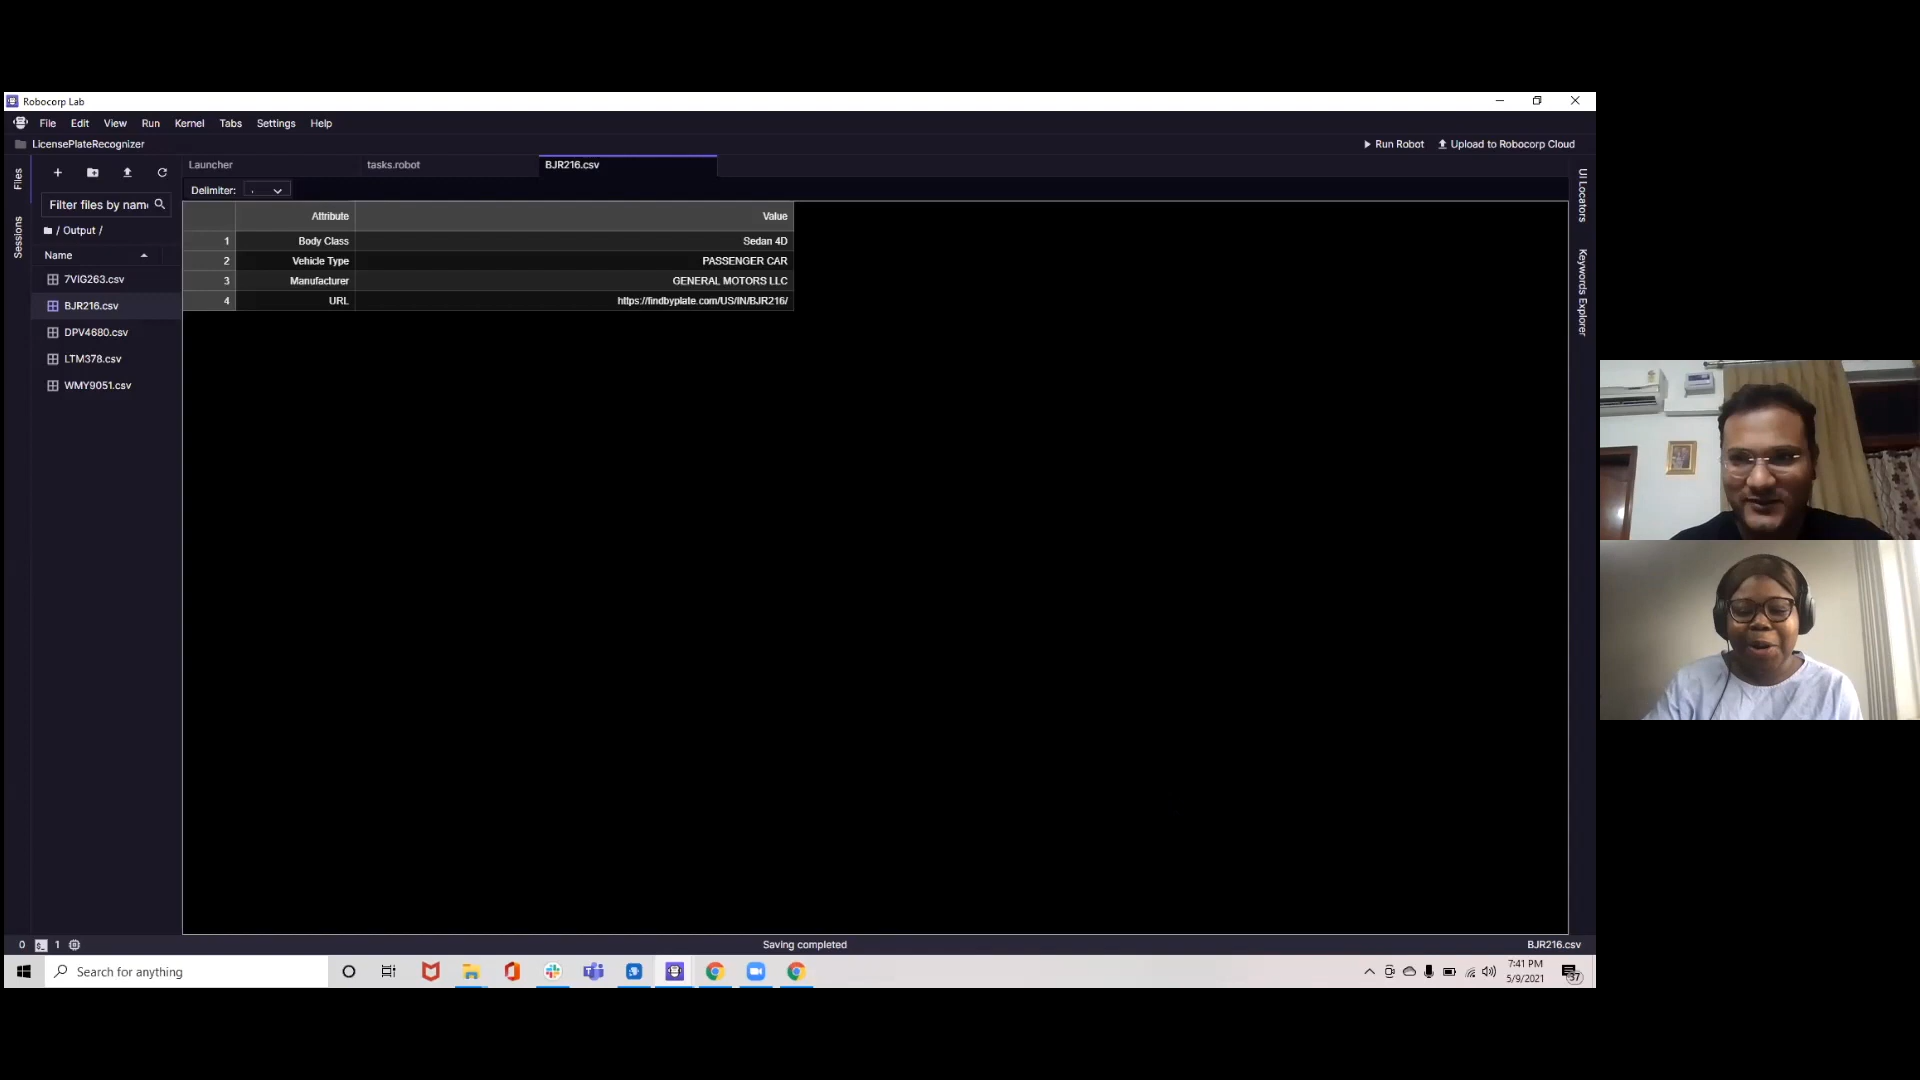 Robocorp Lab
File Edit View Run Kernel Tabs Settings Help
LicensePlateRecognizer
Run Robot Upload to Robocorp Cloud
Files
Sessions
Launcher tasks.robot BJR216.csv
Delimiter: ,
Filter files by name
/ Output /
Name
7VIG263.csv
BJR216.csv
DPV4680.csv
LTM378.csv
WMY9051.csv
Attribute Value
1 Body Class Sedan 4D
2 Vehicle Type PASSENGER CAR
3 Manufacturer GENERAL MOTORS LLC
4 URL https://findbyplate.com/US/IN/BJR216/
UI Locators
Keywords Explorer
0 1 Saving completed BJR216.csv
Search for anything
7:41 PM
5/9/2021
37